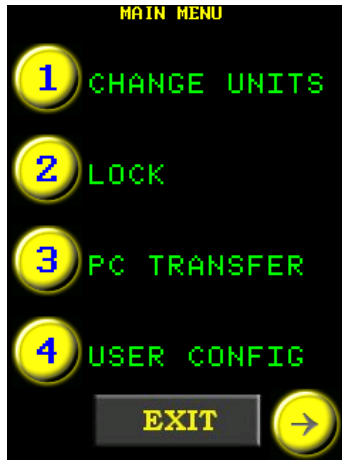 MAIN MENU
1 CHANGE UNITS
2 LOCK
3 PC TRANSFER
4 USER CONFIG
EXIT →